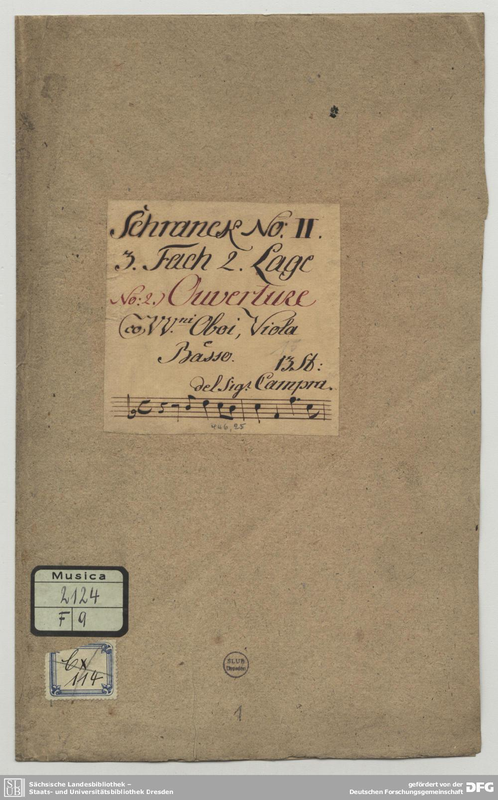 Schranck No: II.
3. Fach 2. Lage
No: 2.) Ouverture
co VV.ni Oboi, Viola
Basso. 13 St:
del Sig.r Campra.
446,25
Musica
2124
F 9
Cx
114
SLUB
Dresden
1
Sächsische Landesbibliothek –
Staats- und Universitätsbibliothek Dresden
gefördert von der
Deutschen Forschungsgemeinschaft
DFG